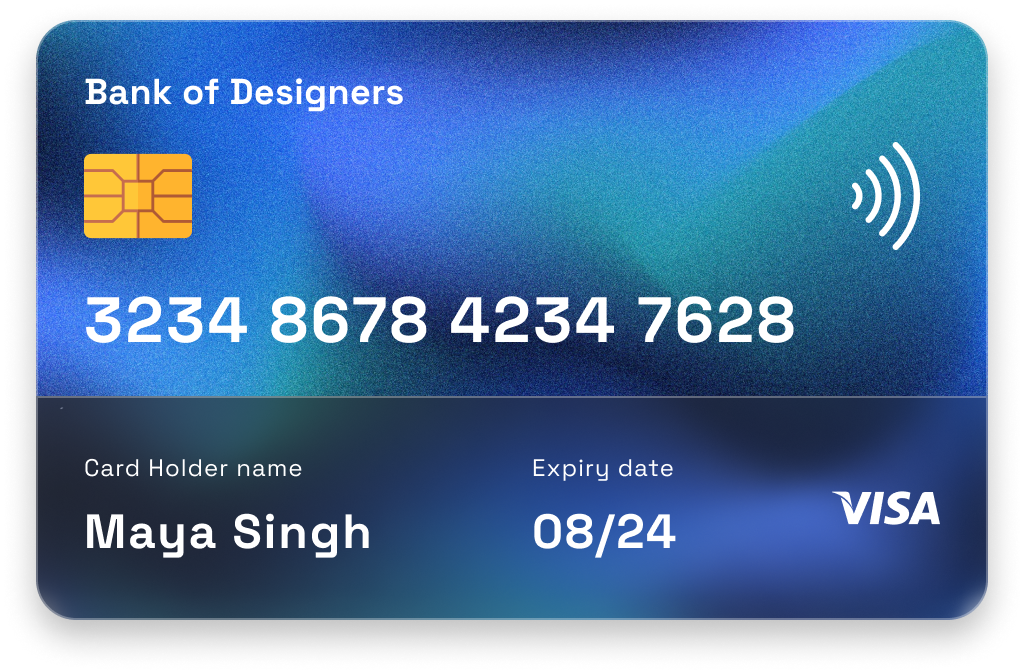 Bank of Designers
3234 8678 4234 7628
Card Holder name
Expiry date
Maya Singh
08/24
VISA